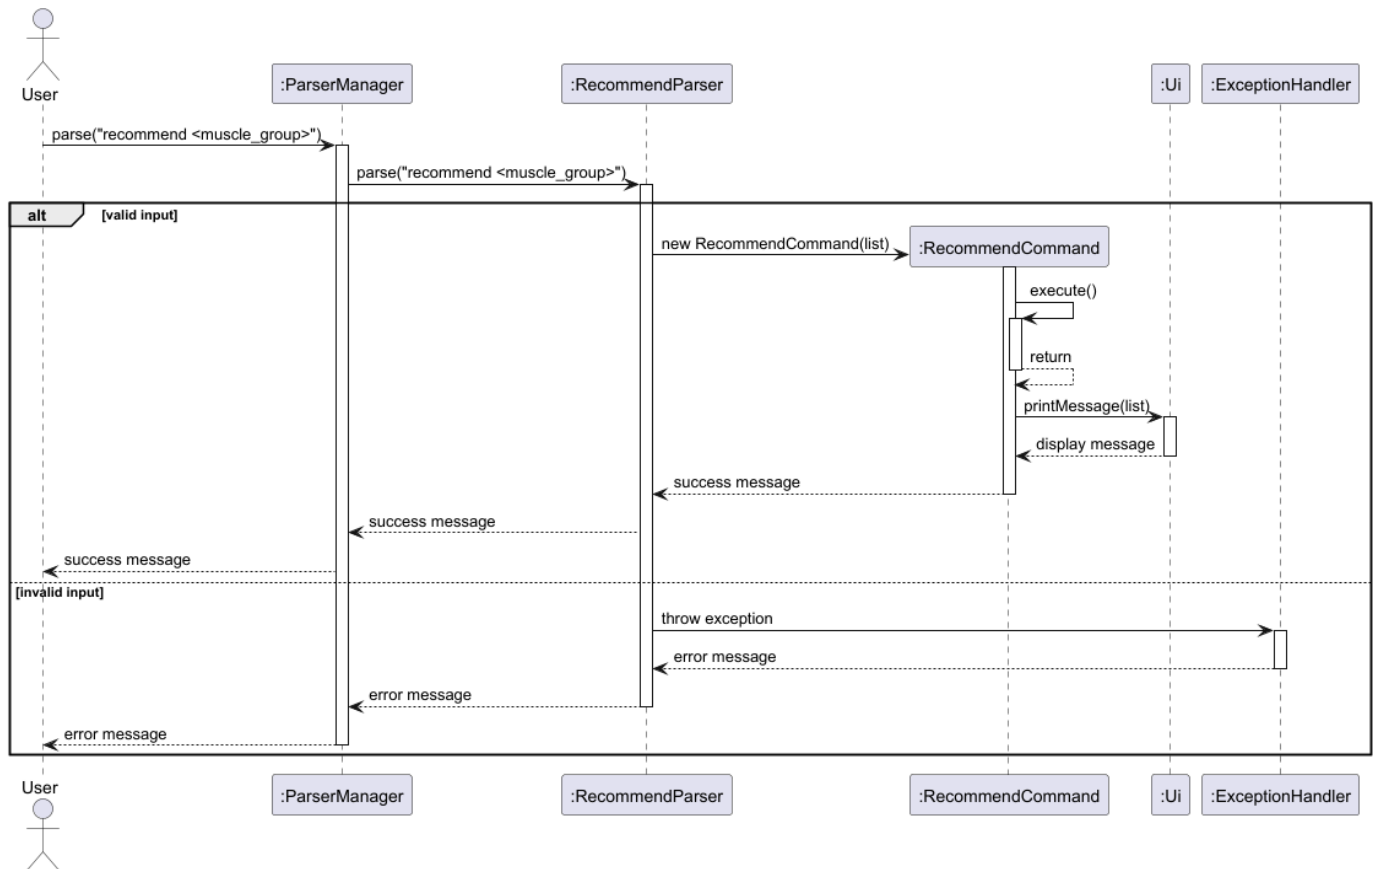 User
:ParserManager
:RecommendParser
:Ui
:ExceptionHandler
parse("recommend <muscle_group>")
parse("recommend <muscle_group>")
alt
[valid input]
new RecommendCommand(list)
:RecommendCommand
execute()
return
printMessage(list)
display message
success message
success message
success message
[invalid input]
throw exception
error message
error message
error message
User
:ParserManager
:RecommendParser
:RecommendCommand
:Ui
:ExceptionHandler